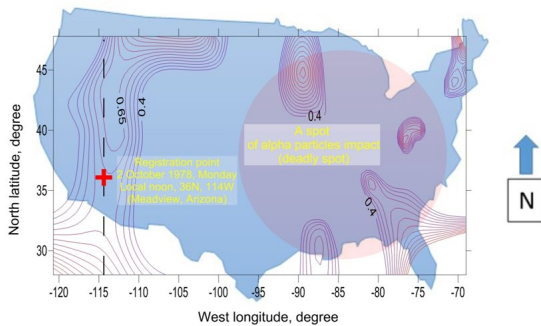 North latitude, degree
45
40
35
30
0.65
0.4
0.4
A spot
of alpha particles impact
(deadly spot)
Registration point
2 October 1978, Monday
Local noon, 36N, 114W
(Meadview, Arizona)
0.4
N
-120
-115
-110
-105
-100
-95
-90
-85
-80
-75
-70
West longitude, degree